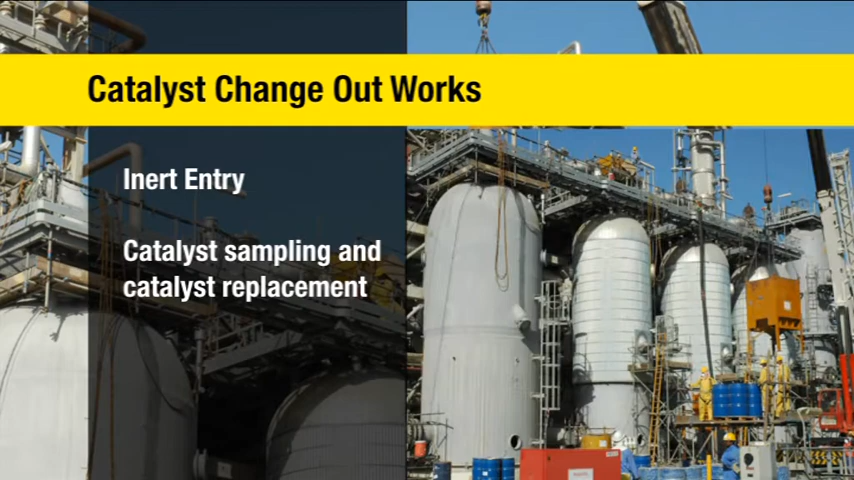 Catalyst Change Out Works
Inert Entry
Catalyst sampling and
catalyst replacement